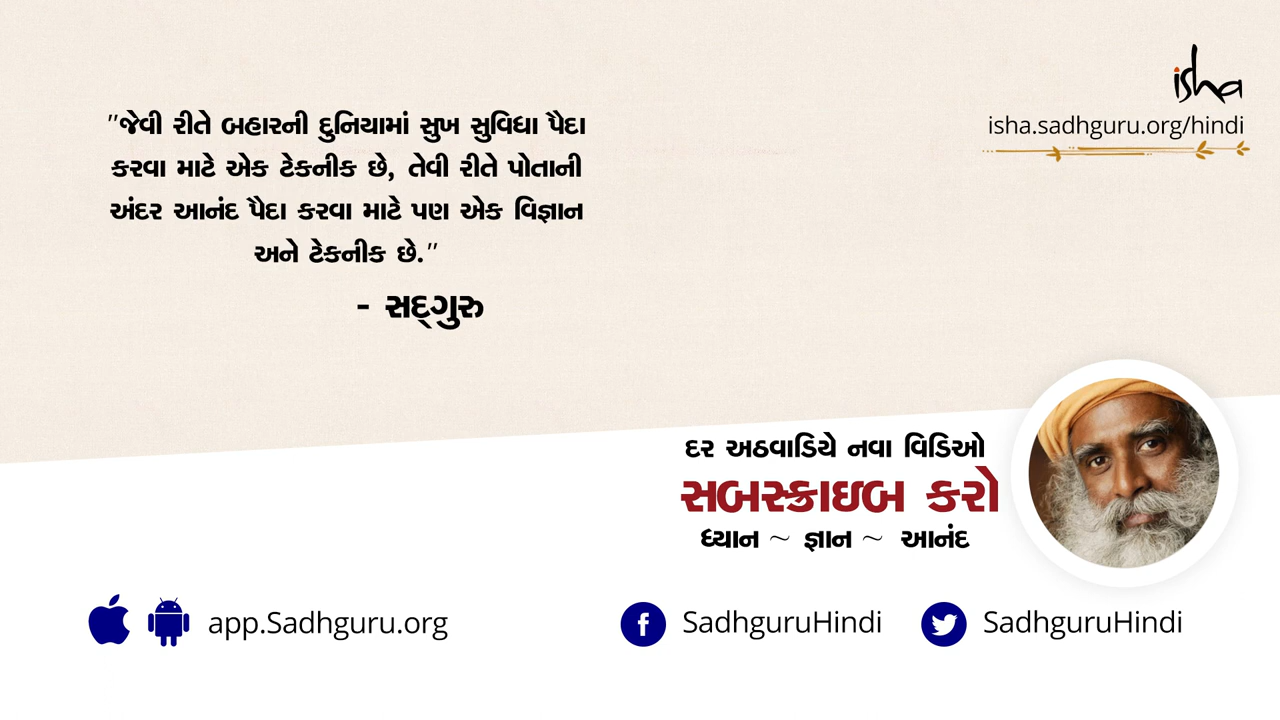 "જેવી રીતે બહારની દુનિયામાં સુખ સુવિધા પૈદા
કરવા માટે એક ટેકનીક છે, તેવી રીતે પોતાની
અંદર આનંદ પૈદા કરવા માટે પણ એક વિજ્ઞાન
અને ટેકનીક છે."
- સદ્‌ગુરુ
isha
isha.sadhguru.org/hindi
દર અઠવાડિયે નવા વિડિઓ
સબસ્ક્રાઇબ કરો
ધ્યાન ~ જ્ઞાન ~ આનંદ
app.Sadhguru.org
SadhguruHindi
SadhguruHindi